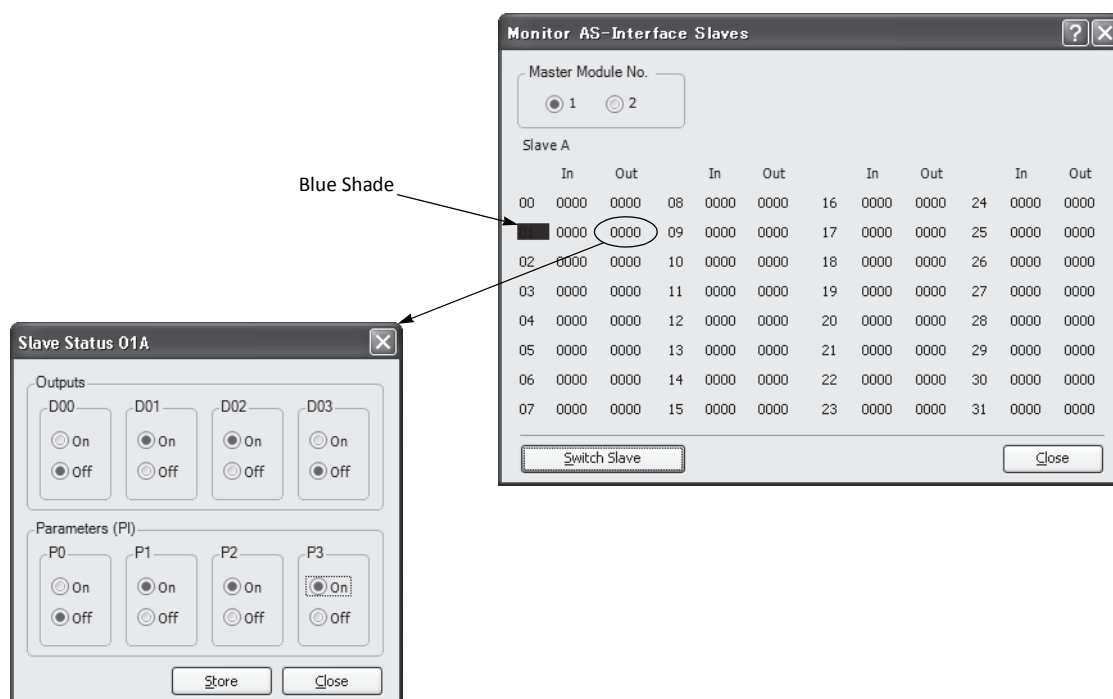 Monitor AS-Interface Slaves
Master Module No.
1 2
Slave A
In Out In Out In Out In Out
00 0000 0000 08 0000 0000 16 0000 0000 24 0000 0000
Blue Shade
01 0000 0000 09 0000 0000 17 0000 0000 25 0000 0000
02 0000 0000 10 0000 0000 18 0000 0000 26 0000 0000
03 0000 0000 11 0000 0000 19 0000 0000 27 0000 0000
04 0000 0000 12 0000 0000 20 0000 0000 28 0000 0000
05 0000 0000 13 0000 0000 21 0000 0000 29 0000 0000
06 0000 0000 14 0000 0000 22 0000 0000 30 0000 0000
07 0000 0000 15 0000 0000 23 0000 0000 31 0000 0000
Switch Slave Close
Slave Status 01A
Outputs
D00 D01 D02 D03
On On On On
Off Off Off Off
Parameters (PI)
P0 P1 P2 P3
On On On On
Off Off Off Off
Store Close